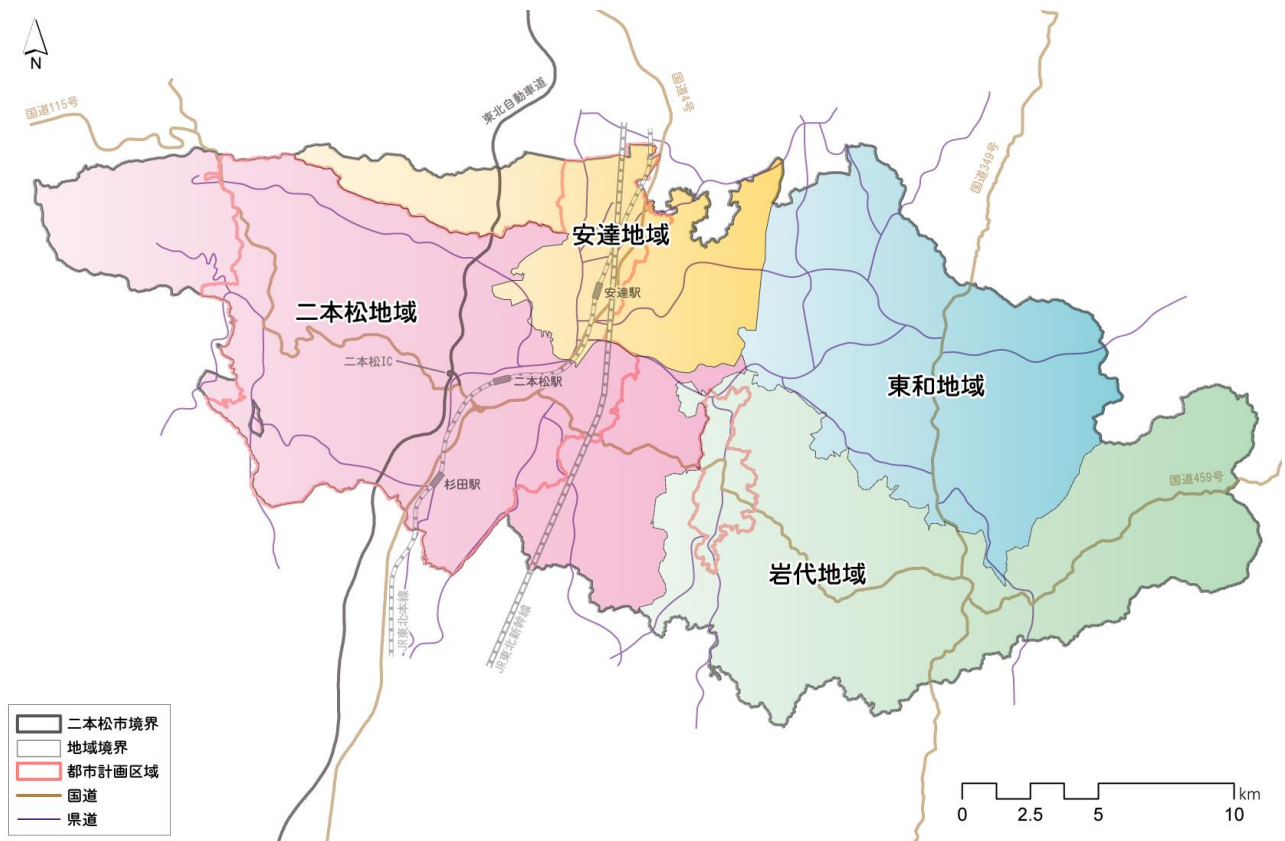 N
国道115号
東北自動車道
国道4号
国道349号
安達地域
安達駅
二本松地域
二本松IC
二本松駅
東和地域
杉田駅
国道459号
岩代地域
JR東北本線
JR東北新幹線
二本松市境界
地域境界
都市計画区域
国道
県道
km
0 2.5 5 10